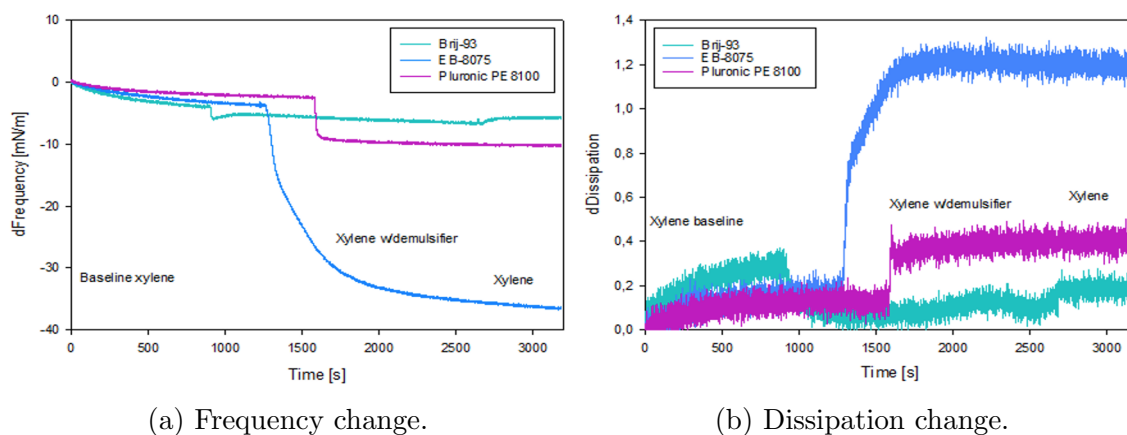 10
0
-10
-20
-30
-40
dFrequency [mN/m]
0
500
1000
1500
2000
2500
3000
Time [s]
Brij-93
EB-8075
Pluronic PE 8100
Baseline xylene
Xylene w/demulsifier
Xylene
(a) Frequency change.
1,4
1,2
1,0
0,8
0,6
0,4
0,2
0,0
dDissipation
0
500
1000
1500
2000
2500
3000
Time [s]
Brij-93
EB-8075
Pluronic PE 8100
Xylene baseline
Xylene w/demulsifier
Xylene
(b) Dissipation change.